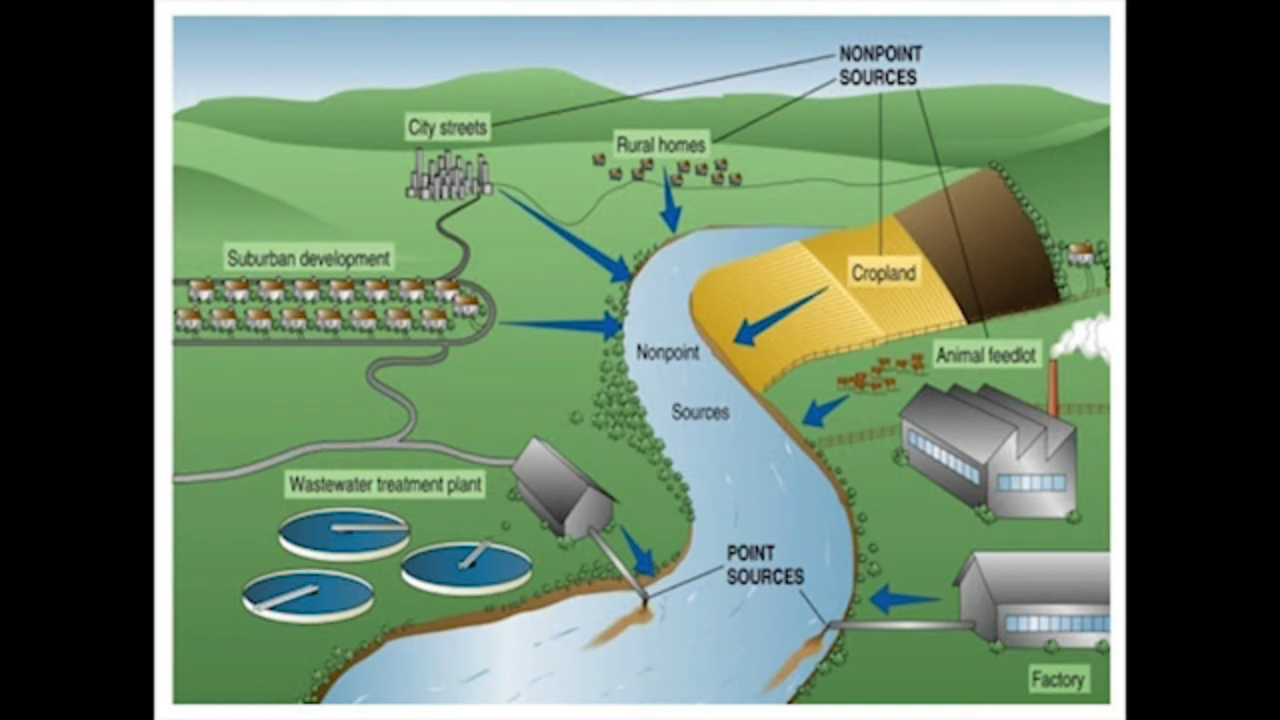 NONPOINT
SOURCES
City streets
Rural homes
Suburban development
Cropland
Nonpoint
Animal feedlot
Sources
Wastewater treatment plant
POINT
SOURCES
Factory